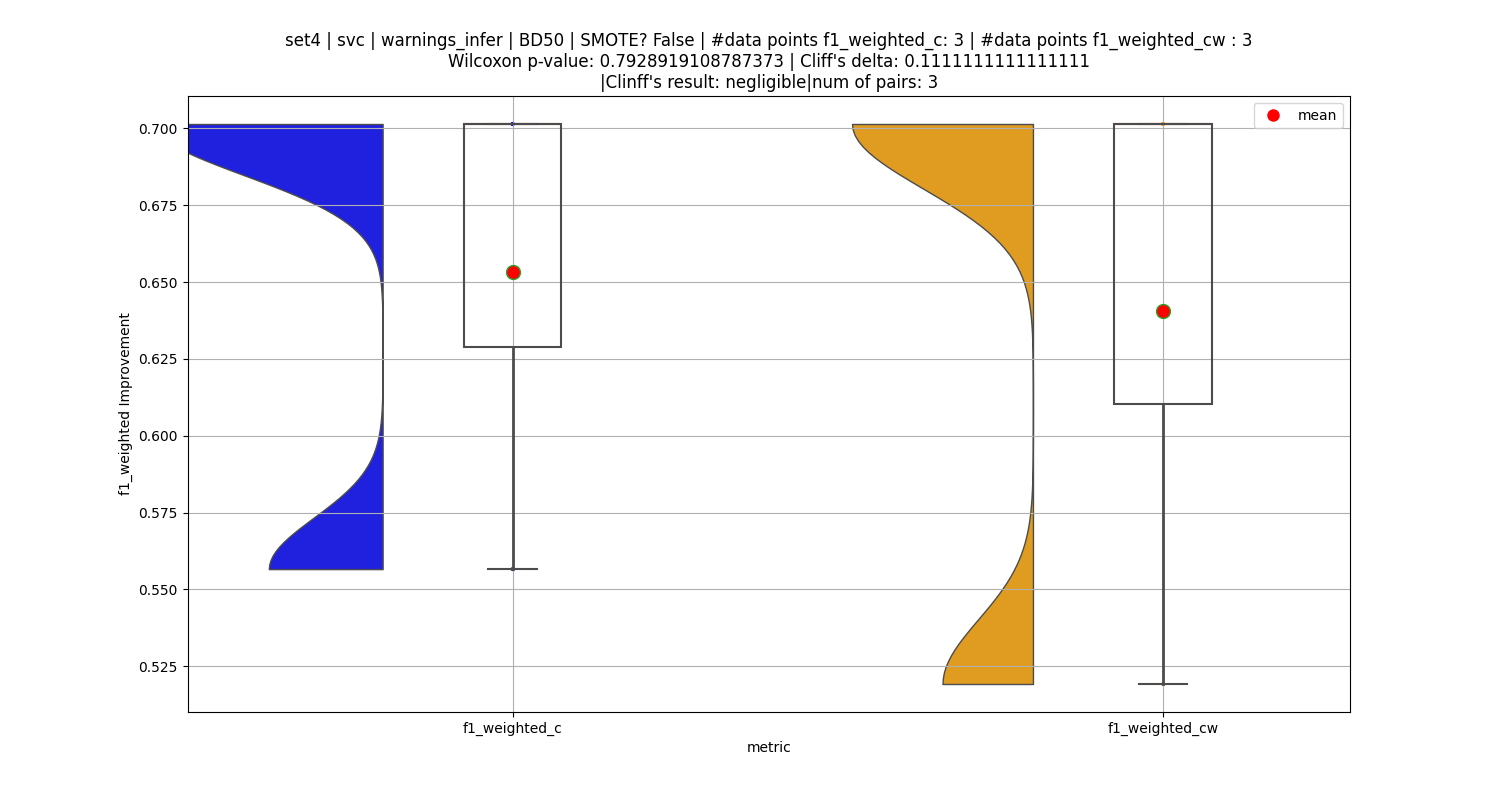 set4 | svc | warnings_infer | BD50 | SMOTE? False | #data points f1_weighted_c: 3 | #data points f1_weighted_cw : 3
Wilcoxon p-value: 0.7928919108787373 | Cliff's delta: 0.1111111111111111
|Clinff's result: negligible|num of pairs: 3
mean
0.700
0.675
0.650
0.625
0.600
0.575
0.550
0.525
f1_weighted Improvement
f1_weighted_c
f1_weighted_cw
metric